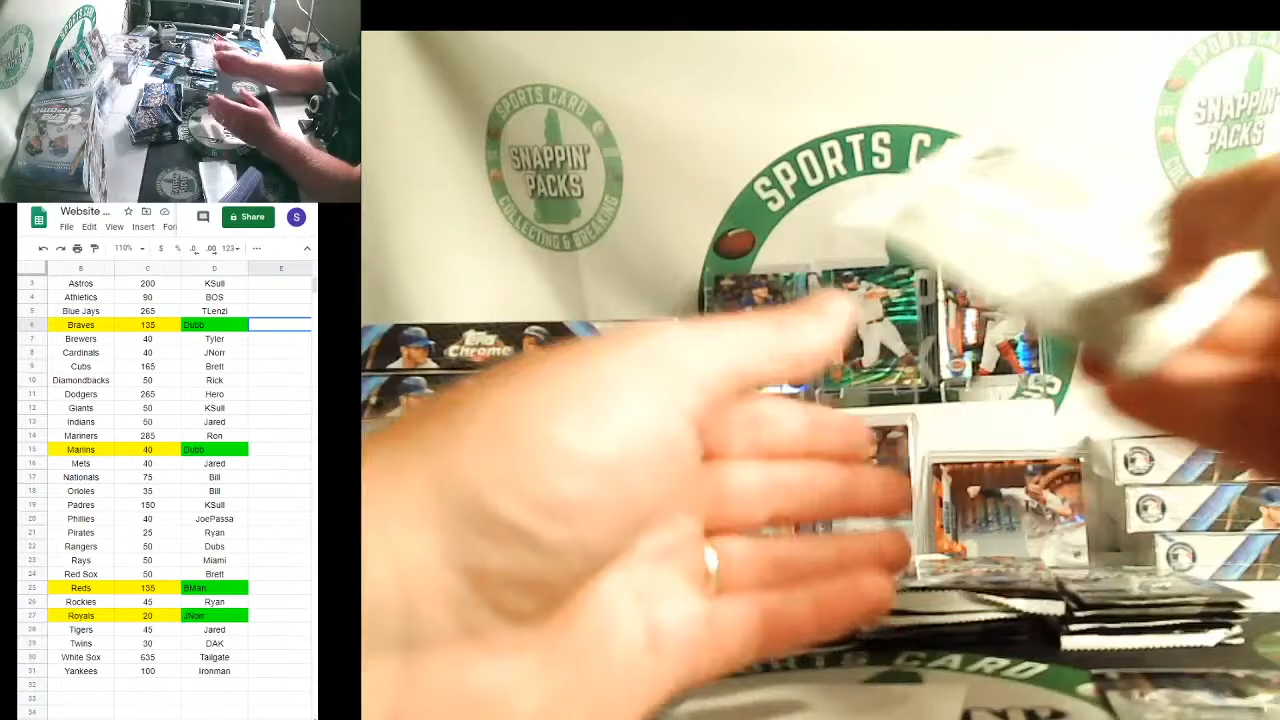 Website ...
File Edit View Insert For
Share
S
110% $ % .0 .00 123 ...
B C D E
3 Astros 200 KSull
4 Athletics 90 BOS
5 Blue Jays 265 TLenzi
6 Braves 135 Dubb
7 Brewers 40 Tyler
8 Cardinals 40 JNorr
9 Cubs 165 Brett
10 Diamondbacks 50 Rick
11 Dodgers 265 Hero
12 Giants 50 KSull
13 Indians 50 Jared
14 Mariners 285 Ron
15 Marlins 40 Dubb
16 Mets 40 Jared
17 Nationals 75 Bill
18 Orioles 35 Bill
19 Padres 150 KSull
20 Phillies 40 JoePassa
21 Pirates 25 Ryan
22 Rangers 50 Dubs
23 Rays 50 Miami
24 Red Sox 50 Brett
25 Reds 135 BMan
26 Rockies 45 Ryan
27 Royals 20 JNorr
28 Tigers 45 Jared
29 Twins 30 DAK
30 White Sox 635 Tailgate
31 Yankees 100 Ironman
32
33
34
SPORTS CARD
SNAPPIN'
PACKS
COLLECTING & BREAKING
SPORTS C
SPORTS
SNAPPIN'
PACKS
Topps
Chrome
SPORTS CARD